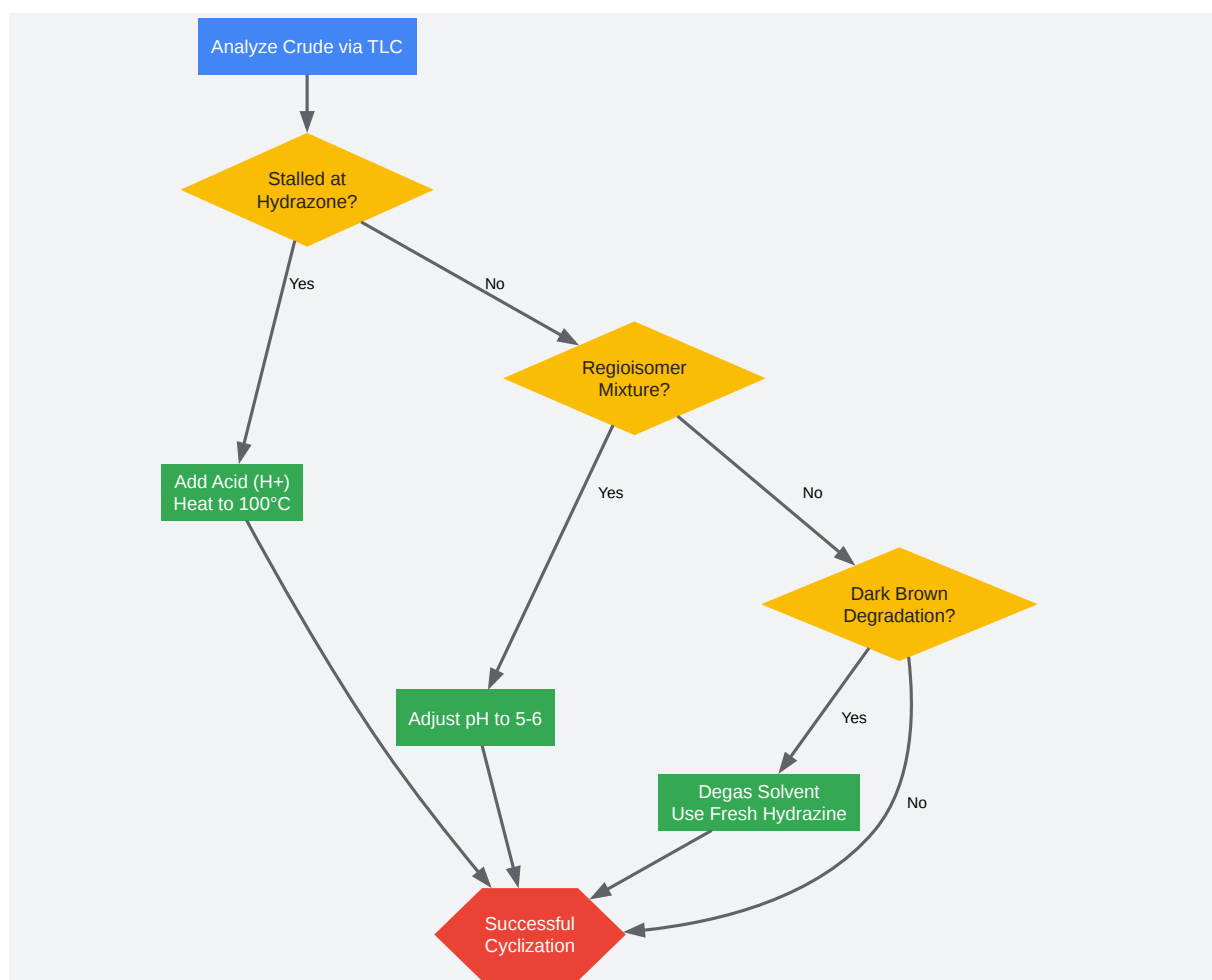 Analyze Crude via TLC
Stalled at
Hydrazone?
Yes
No
Regioisomer
Mixture?
Add Acid (H+)
Heat to 100°C
Yes
No
Dark Brown
Degradation?
Adjust pH to 5-6
Yes
Degas Solvent
Use Fresh Hydrazine
No
Successful
Cyclization